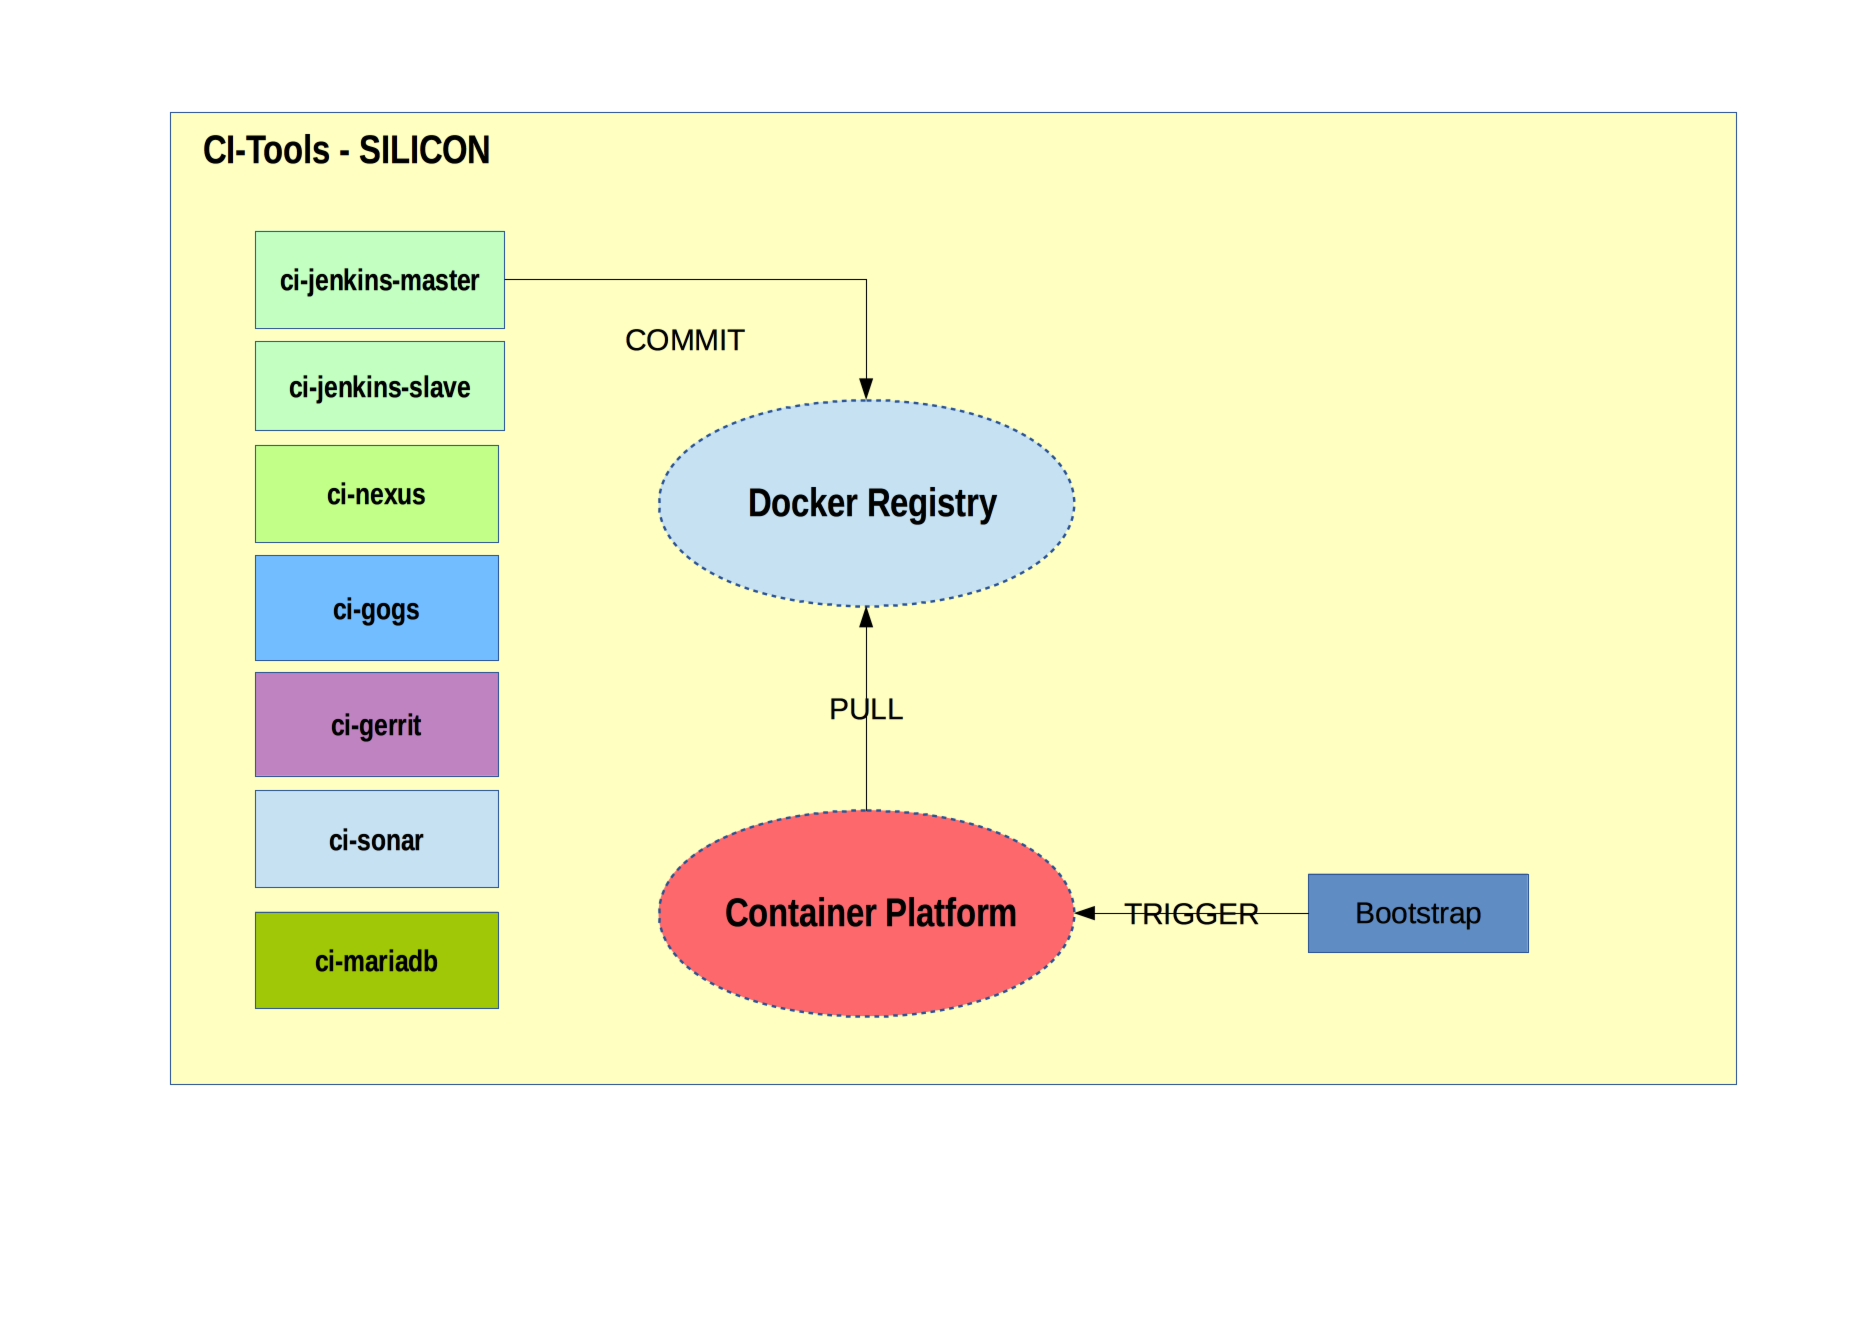 CI-Tools - SILICON
ci-jenkins-master
COMMIT
ci-jenkins-slave
ci-nexus
Docker Registry
ci-gogs
PULL
ci-gerrit
ci-sonar
Container Platform
TRIGGER
Bootstrap
ci-mariadb